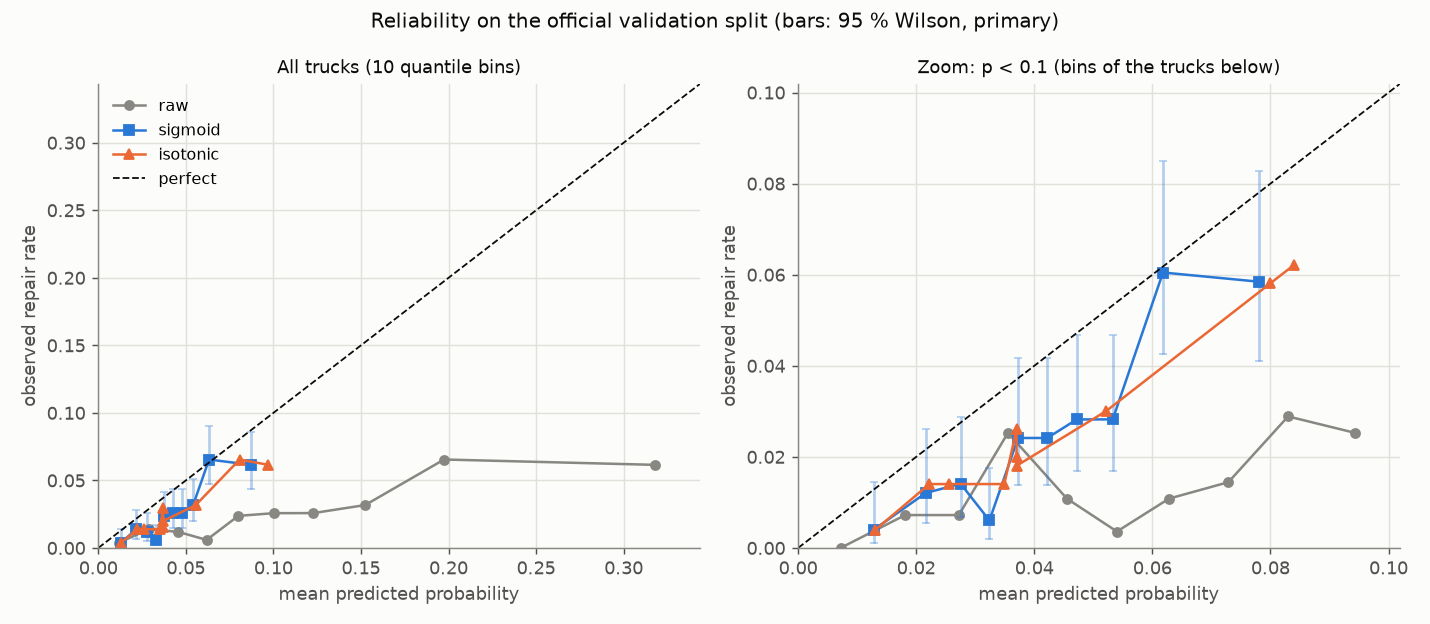 Reliability on the official validation split (bars: 95 % Wilson, primary)
All trucks (10 quantile bins)
raw
sigmoid
isotonic
perfect
0.30
0.25
0.20
0.15
0.10
0.05
0.00
observed repair rate
0.00 0.05 0.10 0.15 0.20 0.25 0.30
mean predicted probability
Zoom: p < 0.1 (bins of the trucks below)
0.10
0.08
0.06
0.04
0.02
0.00
observed repair rate
0.00 0.02 0.04 0.06 0.08 0.10
mean predicted probability